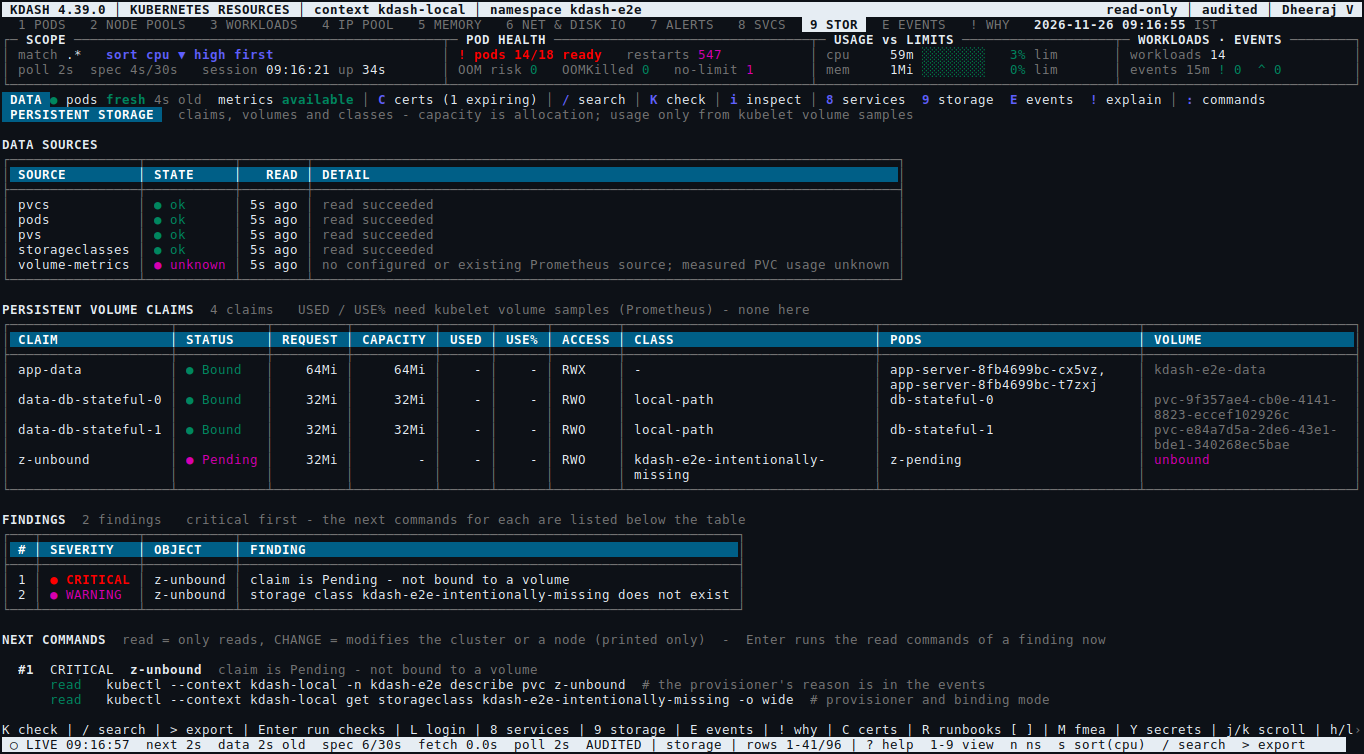 KDASH 4.39.0 │ KUBERNETES RESOURCES │ context kdash-local │ namespace kdash-e2e read-only │ audited │ Dheeraj V
1 PODS 2 NODE POOLS 3 WORKLOADS 4 IP POOL 5 MEMORY 6 NET & DISK IO 7 ALERTS 8 SVCS 9 STOR E EVENTS ! WHY 2026-11-26 09:16:55 IST
SCOPE POD HEALTH USAGE vs LIMITS WORKLOADS · EVENTS
match .* sort cpu ▼ high first ! pods 14/18 ready restarts 547 cpu 59m 3% lim workloads 14
poll 2s spec 4s/30s session 09:16:21 up 34s OOM risk 0 OOMKilled 0 no-limit 1 mem 1Mi 0% lim events 15m ! 0 ^ 0
DATA ● pods fresh 4s old metrics available │ C certs (1 expiring) │ / search │ K check │ i inspect │ 8 services 9 storage E events ! explain │ : commands
PERSISTENT STORAGE claims, volumes and classes - capacity is allocation; usage only from kubelet volume samples
DATA SOURCES
SOURCE STATE READ DETAIL
pvcs ● ok 5s ago read succeeded
pods ● ok 5s ago read succeeded
pvs ● ok 5s ago read succeeded
storageclasses ● ok 5s ago read succeeded
volume-metrics ● unknown 5s ago no configured or existing Prometheus source; measured PVC usage unknown
PERSISTENT VOLUME CLAIMS 4 claims USED / USE% need kubelet volume samples (Prometheus) - none here
CLAIM STATUS REQUEST CAPACITY USED USE% ACCESS CLASS PODS VOLUME
app-data ● Bound 64Mi 64Mi - - RWX - app-server-8fb4699bc-cx5vz, kdash-e2e-data
app-server-8fb4699bc-t7zxj
data-db-stateful-0 ● Bound 32Mi 32Mi - - RWO local-path db-stateful-0 pvc-9f357ae4-cb0e-4141-
8823-eccef102926c
data-db-stateful-1 ● Bound 32Mi 32Mi - - RWO local-path db-stateful-1 pvc-e84a7d5a-2de6-43e1-
bde1-340268ec5bae
z-unbound ● Pending 32Mi - - - RWO kdash-e2e-intentionally- z-pending unbound
missing
FINDINGS 2 findings critical first - the next commands for each are listed below the table
# SEVERITY OBJECT FINDING
1 ● CRITICAL z-unbound claim is Pending - not bound to a volume
2 ● WARNING z-unbound storage class kdash-e2e-intentionally-missing does not exist
NEXT COMMANDS read = only reads, CHANGE = modifies the cluster or a node (printed only) - Enter runs the read commands of a finding now
#1 CRITICAL z-unbound claim is Pending - not bound to a volume
read kubectl --context kdash-local -n kdash-e2e describe pvc z-unbound # the provisioner's reason is in the events
read kubectl --context kdash-local get storageclass kdash-e2e-intentionally-missing -o wide # provisioner and binding mode
K check | / search | > export | Enter run checks | L login | 8 services | 9 storage | E events | ! why | C certs | R runbooks [ ] | M fmea | Y secrets | j/k scroll | h/l›
○ LIVE 09:16:57 next 2s data 2s old spec 6/30s fetch 0.0s poll 2s AUDITED | storage | rows 1-41/96 | ? help 1-9 view n ns s sort(cpu) / search > export